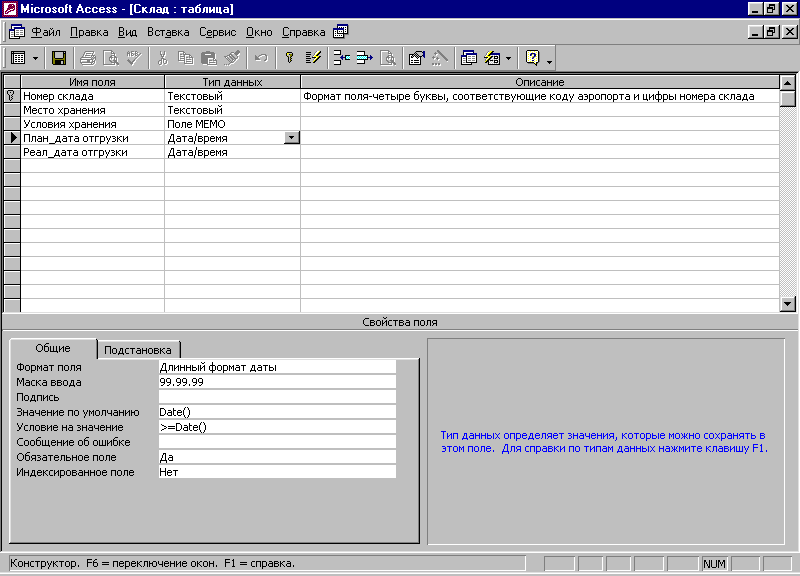 Microsoft Access - [Склад : таблица]
Файл Правка Вид Вставка Сервис Окно Справка
Имя поля Тип данных Описание
Номер склада Текстовый Формат поля-четыре буквы, соответствующие коду аэропорта и цифры номера склада
Место хранения Текстовый
Условия хранения Поле MEMO
План_дата отгрузки Дата/время
Реал_дата отгрузки Дата/время
Свойства поля
Общие Подстановка
Формат поля Длинный формат даты
Маска ввода 99.99.99
Подпись
Значение по умолчанию Date()
Условие на значение >=Date()
Сообщение об ошибке
Обязательное поле Да
Индексированное поле Нет
Тип данных определяет значения, которые можно сохранять в
этом поле. Для справки по типам данных нажмите клавишу F1.
Конструктор. F6 = переключение окон. F1 = справка. NUM